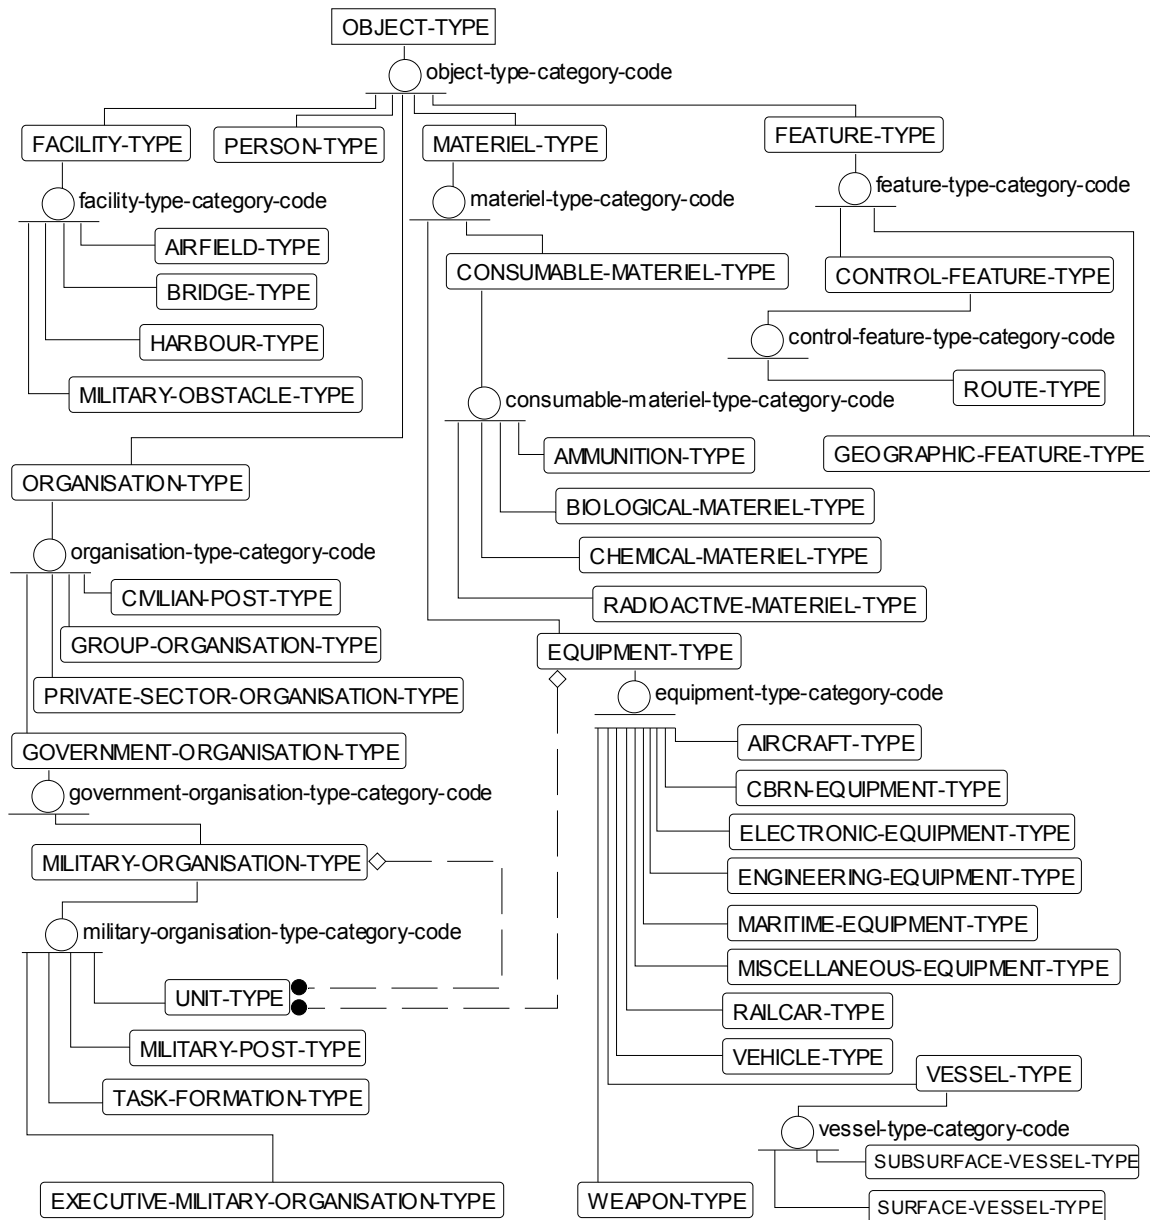 OBJECT-TYPE
object-type-category-code
FACILITY-TYPE
PERSON-TYPE
MATERIEL-TYPE
FEATURE-TYPE
facility-type-category-code
materiel-type-category-code
feature-type-category-code
AIRFIELD-TYPE
CONSUMABLE-MATERIEL-TYPE
CONTROL-FEATURE-TYPE
BRIDGE-TYPE
HARBOUR-TYPE
control-feature-type-category-code
MILITARY-OBSTACLE-TYPE
consumable-materiel-type-category-code
ROUTE-TYPE
AMMUNITION-TYPE
GEOGRAPHIC-FEATURE-TYPE
ORGANISATION-TYPE
BIOLOGICAL-MATERIEL-TYPE
organisation-type-category-code
CHEMICAL-MATERIEL-TYPE
CIVILIAN-POST-TYPE
RADIOACTIVE-MATERIEL-TYPE
GROUP-ORGANISATION-TYPE
EQUIPMENT-TYPE
PRIVATE-SECTOR-ORGANISATION-TYPE
equipment-type-category-code
GOVERNMENT-ORGANISATION-TYPE
AIRCRAFT-TYPE
government-organisation-type-category-code
CBRN-EQUIPMENT-TYPE
ELECTRONIC-EQUIPMENT-TYPE
MILITARY-ORGANISATION-TYPE
ENGINEERING-EQUIPMENT-TYPE
military-organisation-type-category-code
MARITIME-EQUIPMENT-TYPE
MISCELLANEOUS-EQUIPMENT-TYPE
UNIT-TYPE
RAILCAR-TYPE
MILITARY-POST-TYPE
VEHICLE-TYPE
VESSEL-TYPE
TASK-FORMATION-TYPE
vessel-type-category-code
SUBSURFACE-VESSEL-TYPE
EXECUTIVE-MILITARY-ORGANISATION-TYPE
WEAPON-TYPE
SURFACE-VESSEL-TYPE